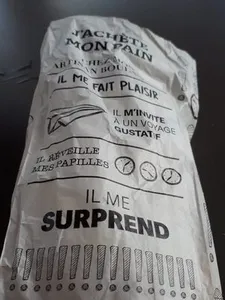 J'ACHÈTE
MON PAIN
IL ME FAIT PLAISIR
IL M'INVITE
À UN VOYAGE
GUSTATIF
IL RÉVEILLE
MES PAPILLES
IL ME
SURPREND